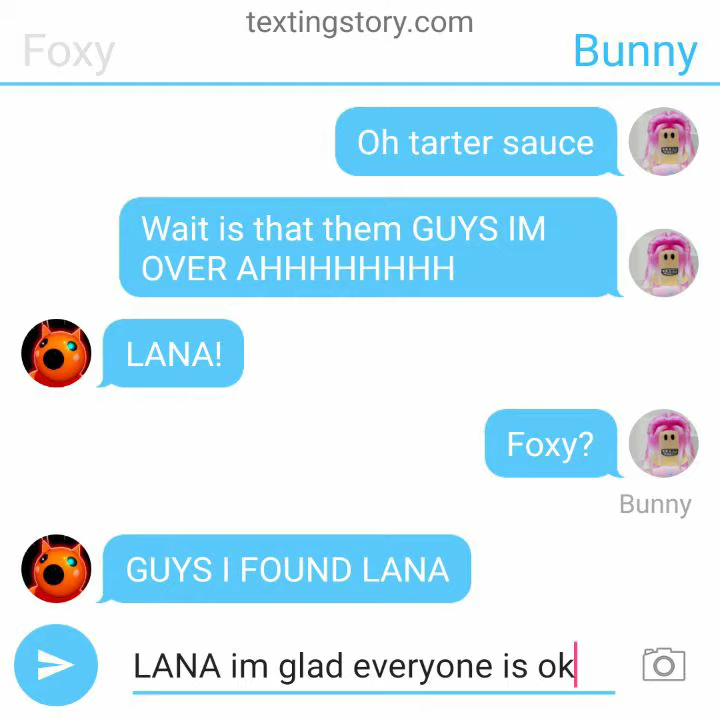 textingstory.com
Foxy
Bunny
Oh tarter sauce
Wait is that them GUYS IM
OVER AHHHHHHHH
LANA!
Foxy?
Bunny
GUYS I FOUND LANA
LANA im glad everyone is ok